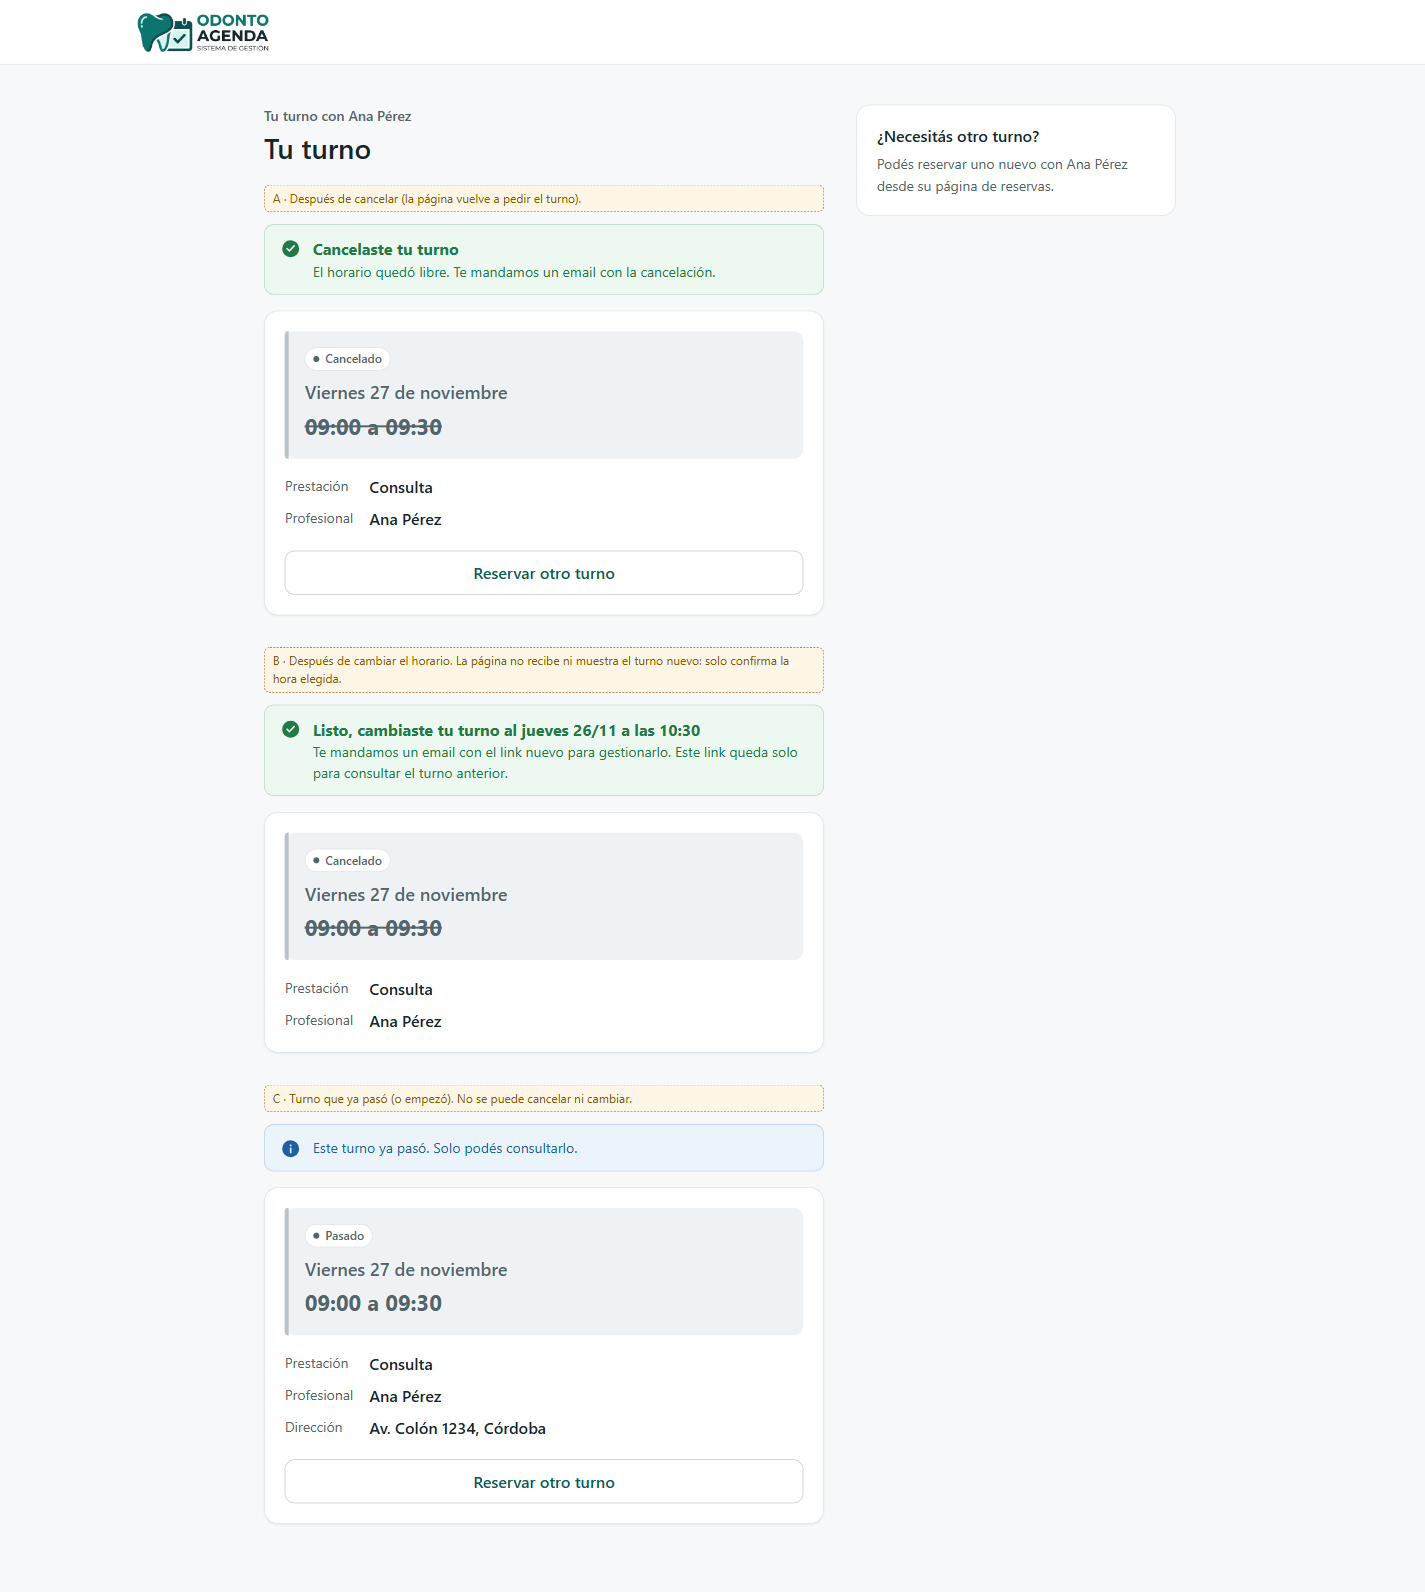 ODONTO
AGENDA
SISTEMA DE GESTIÓN
Tu turno con Ana Pérez
Tu turno
A · Después de cancelar (la página vuelve a pedir el turno).
Cancelaste tu turno
El horario quedó libre. Te mandamos un email con la cancelación.
Cancelado
Viernes 27 de noviembre
09:00 a 09:30
Prestación Consulta
Profesional Ana Pérez
Reservar otro turno
B · Después de cambiar el horario. La página no recibe ni muestra el turno nuevo: solo confirma la
hora elegida.
Listo, cambiaste tu turno al jueves 26/11 a las 10:30
Te mandamos un email con el link nuevo para gestionarlo. Este link queda solo
para consultar el turno anterior.
Cancelado
Viernes 27 de noviembre
09:00 a 09:30
Prestación Consulta
Profesional Ana Pérez
C · Turno que ya pasó (o empezó). No se puede cancelar ni cambiar.
Este turno ya pasó. Solo podés consultarlo.
Pasado
Viernes 27 de noviembre
09:00 a 09:30
Prestación Consulta
Profesional Ana Pérez
Dirección Av. Colón 1234, Córdoba
Reservar otro turno
¿Necesitás otro turno?
Podés reservar uno nuevo con Ana Pérez
desde su página de reservas.